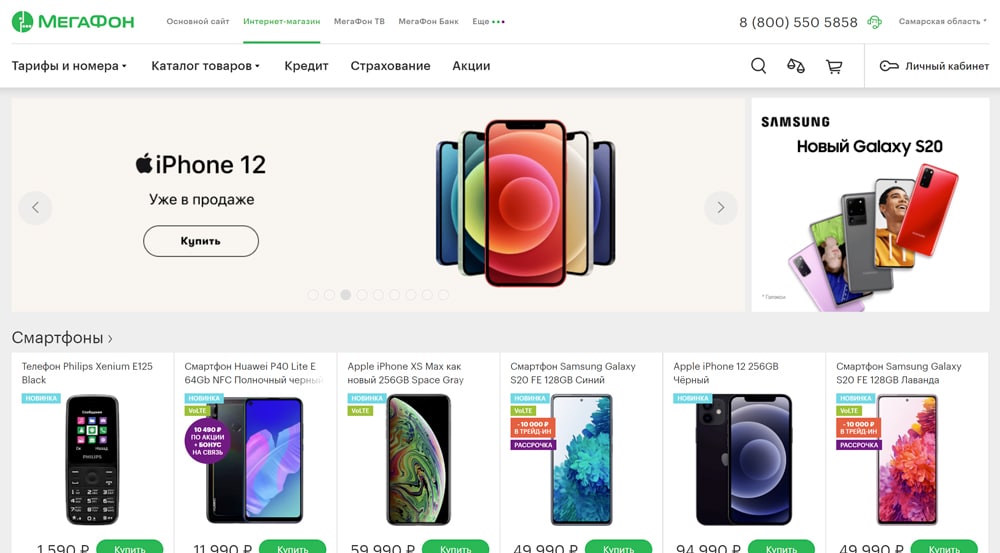 МЕГАФОН
Основной сайт
Интернет-магазин
МегаФон ТВ
МегаФон Банк
Еще
8 (800) 550 5858
Самарская область
Тарифы и номера
Каталог товаров
Кредит
Страхование
Акции
Личный кабинет
iPhone 12
Уже в продаже
Купить
SAMSUNG
Новый Galaxy S20
Смартфоны ›
Телефон Philips Xenium E125
Black
НОВИНКА
PHILIPS
1 590 ₽
Купить
Смартфон Huawei P40 Lite E
64Gb NFC Полночный черный
НОВИНКА
VoLTE
10 490 ₽
ПО АКЦИИ
+ БОНУС
НА СВЯЗЬ
11 990 ₽
Купить
Apple iPhone XS Max как
новый 256GB Space Gray
НОВИНКА
VoLTE
59 990 ₽
Купить
Смартфон Samsung Galaxy
S20 FE 128GB Синий
НОВИНКА
VoLTE
- 10 000 ₽
В ТРЕЙД-ИН
РАССРОЧКА
49 990 ₽
Купить
Apple iPhone 12 256GB
Чёрный
НОВИНКА
94 990 ₽
Купить
Смартфон Samsung Galaxy
S20 FE 128GB Лаванда
НОВИНКА
VoLTE
- 10 000 ₽
В ТРЕЙД-ИН
РАССРОЧКА
49 990 ₽
Купить